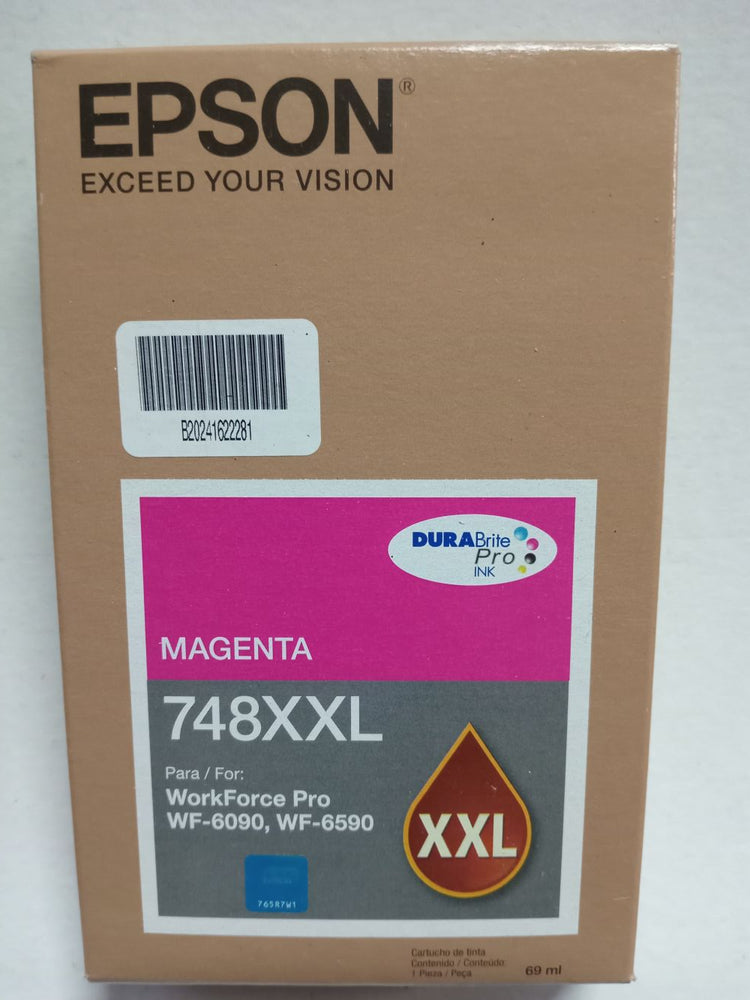 EPSON®
EXCEED YOUR VISION
B20241622281
DURABrite
Pro
INK
MAGENTA
748XXL
Para / For:
WorkForce Pro
WF-6090, WF-6590
XXL
765R7W1
Cartucho de tinta
Contenido / Conteúdo:
1 Pieza / Peça
69 ml